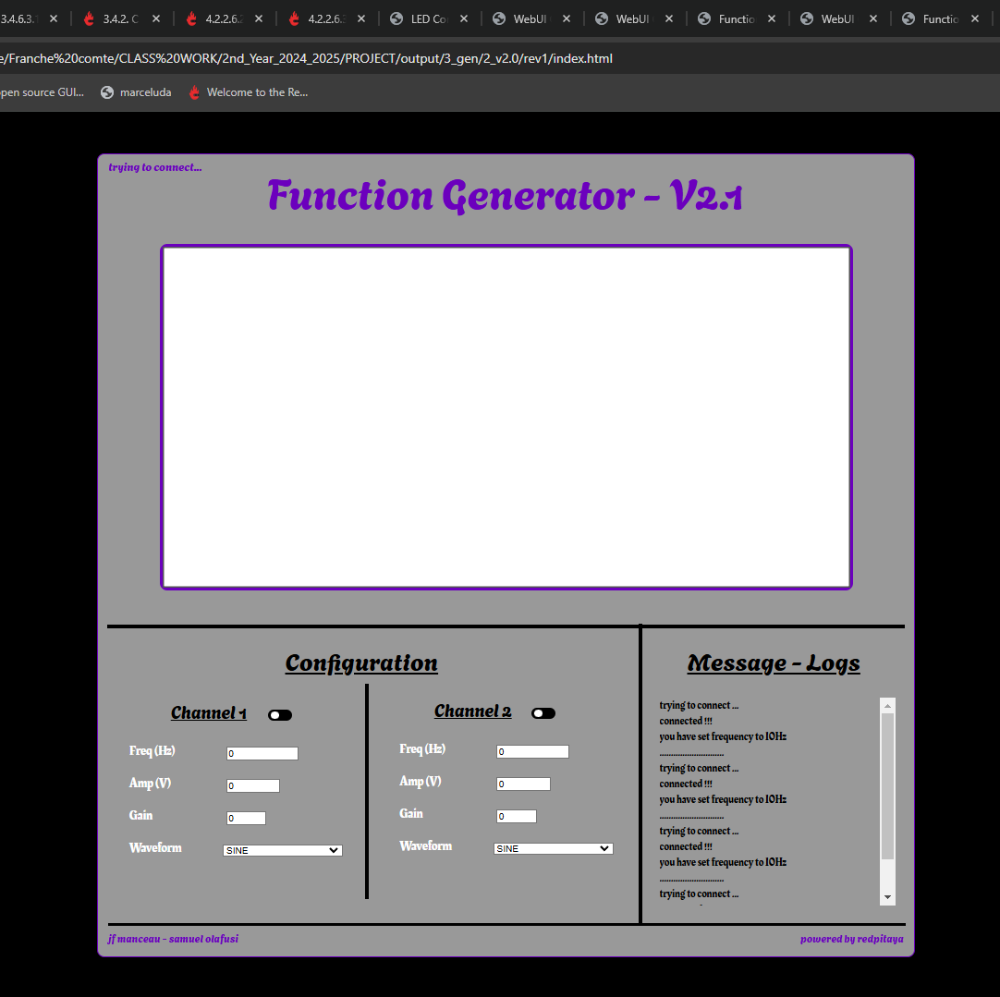 3.4.6.3.1
3.4.2. C
4.2.2.6.
4.2.2.6.
LED Co
WebUI
WebUI
Functio
WebUI
Functio
e/Franche%20comte/CLASS%20WORK/2nd_Year_2024_2025/PROJECT/output/3_gen/2_v2.0/rev1/index.html
pen source GUI...
marceluda
Welcome to the Re...
trying to connect...
Function Generator - V2.1
Configuration
Channel 1
Freq (Hz)
0
Amp (V)
0
Gain
0
Waveform
SINE
Channel 2
Freq (Hz)
0
Amp (V)
0
Gain
0
Waveform
SINE
Message - Logs
trying to connect ...
connected !!!
you have set frequency to 10Hz
............................
trying to connect ...
connected !!!
you have set frequency to 10Hz
............................
trying to connect ...
connected !!!
you have set frequency to 10Hz
............................
trying to connect ...
jf manceau - samuel olafusi
powered by redpitaya